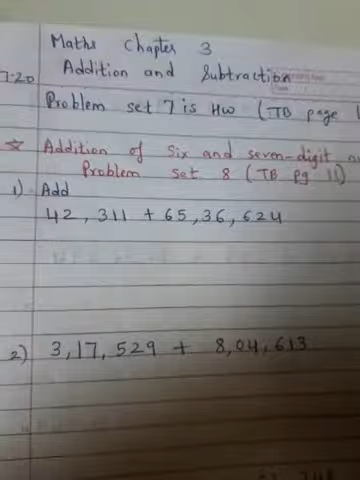 Maths Chapter 3
Addition and Subtraction
7.20
Problem set 7 is HW (TB page
☆ Addition of Six and seven-digit
Problem set 8 (TB pg 11)
1) Add
42,311 + 65,36,624
2) 3,17,529 + 8,04,613